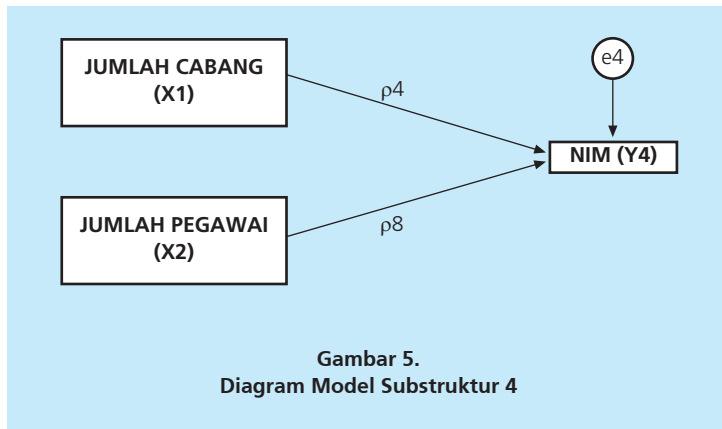 JUMLAH CABANG
(X1)
ρ4
e4
NIM (Y4)
JUMLAH PEGAWAI
(X2)
ρ8
Gambar 5.
Diagram Model Substruktur 4